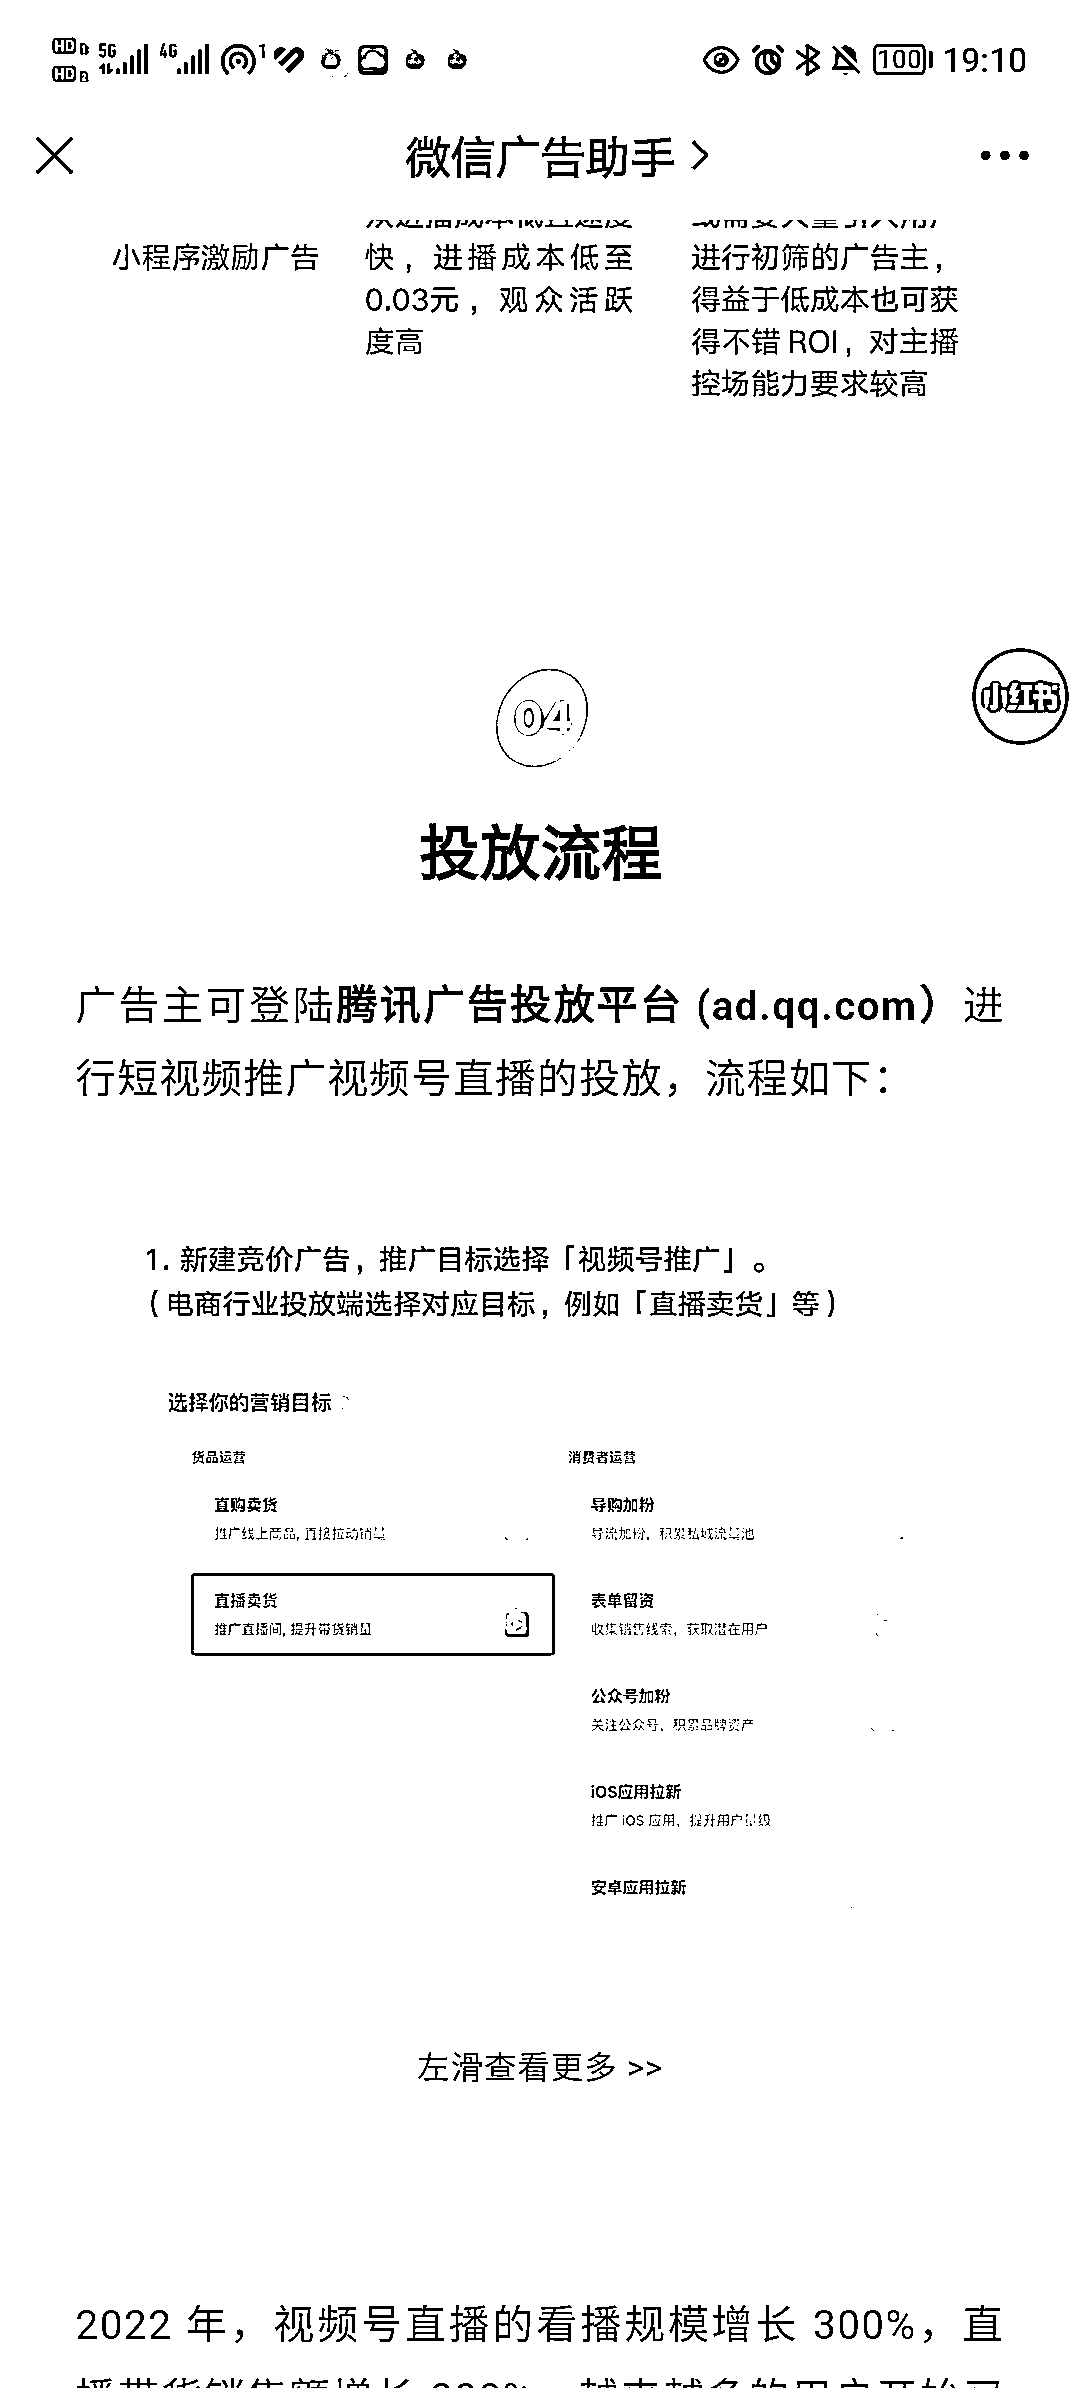 5G 4G 100 19:10
微信广告助手
小程序激励广告
快，进播成本低至
0.03元，观众活跃
度高
进行初筛的广告主，
得益于低成本也可获
得不错 ROI，对主播
控场能力要求较高
04
小红书
投放流程
广告主可登陆腾讯广告投放平台 (ad.qq.com）进
行短视频推广视频号直播的投放，流程如下：
1. 新建竞价广告，推广目标选择「视频号推广」。
（电商行业投放端选择对应目标，例如「直播卖货」等）
选择你的营销目标
货品运营
直购卖货
推广线上商品, 直接拉动销量
直播卖货
推广直播间, 提升带货销量
消费者运营
导购加粉
导流加粉，积累私域流量池
表单留资
收集销售线索，获取潜在用户
公众号加粉
关注公众号，积累品牌资产
iOS应用拉新
推广 iOS 应用，提升用户量级
安卓应用拉新
左滑查看更多 >>
2022 年，视频号直播的看播规模增长 300%，直